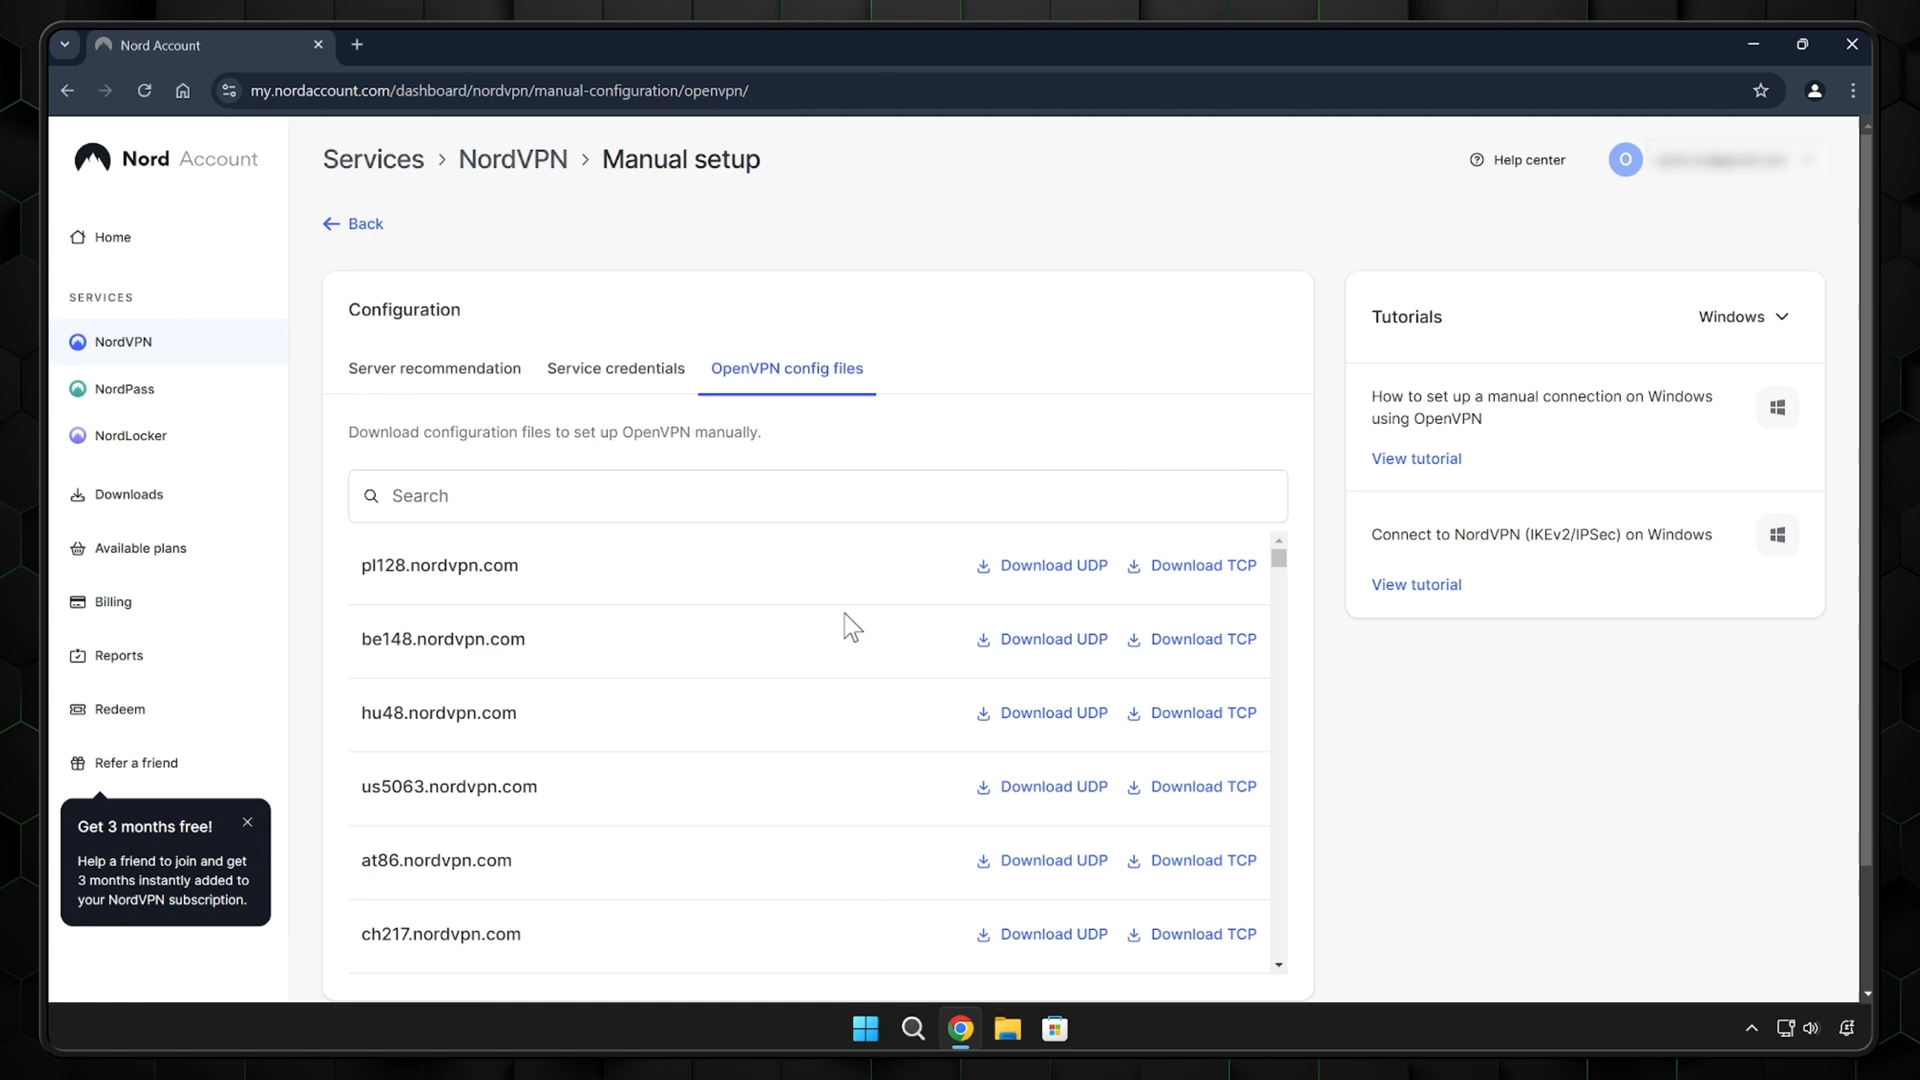 Nord Account
my.nordaccount.com/dashboard/nordvpn/manual-configuration/openvpn/
Nord Account
Services > NordVPN > Manual setup
Help center
O
Back
Home
SERVICES
NordVPN
NordPass
NordLocker
Downloads
Available plans
Billing
Reports
Redeem
Refer a friend
Get 3 months free!
Help a friend to join and get
3 months instantly added to
your NordVPN subscription.
Configuration
Server recommendation
Service credentials
OpenVPN config files
Download configuration files to set up OpenVPN manually.
Search
pl128.nordvpn.com Download UDP Download TCP
be148.nordvpn.com Download UDP Download TCP
hu48.nordvpn.com Download UDP Download TCP
us5063.nordvpn.com Download UDP Download TCP
at86.nordvpn.com Download UDP Download TCP
ch217.nordvpn.com Download UDP Download TCP
Tutorials
Windows
How to set up a manual connection on Windows
using OpenVPN
View tutorial
Connect to NordVPN (IKEv2/IPSec) on Windows
View tutorial